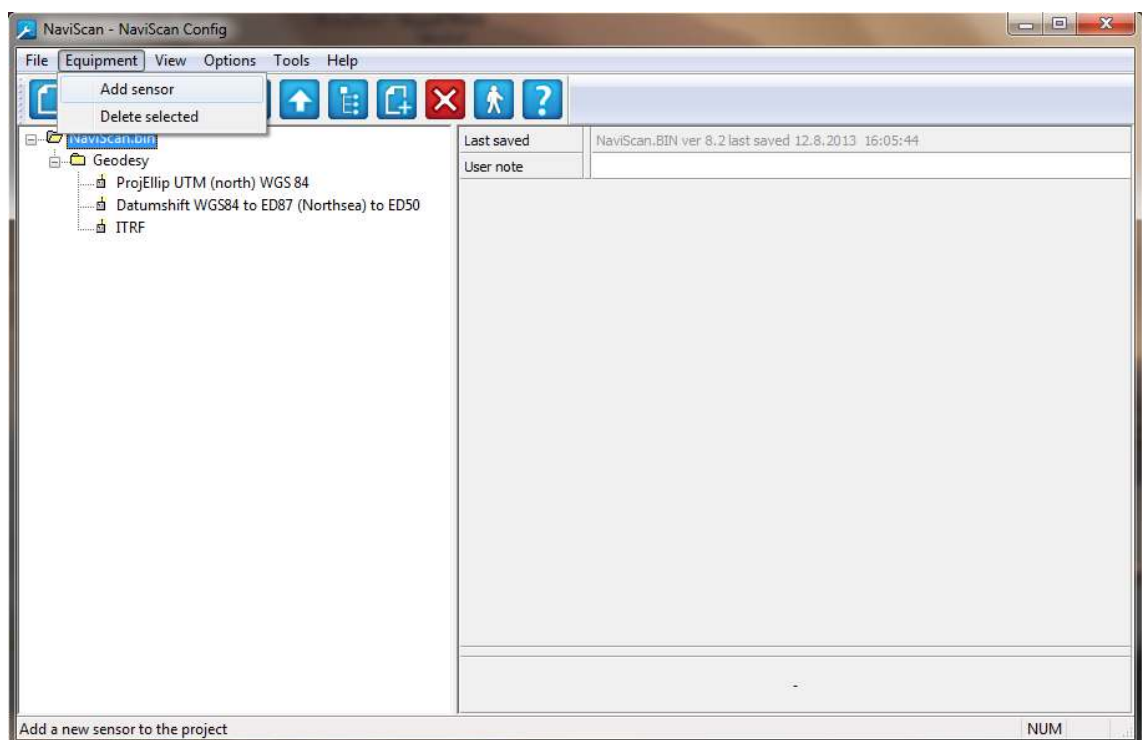 NaviScan - NaviScan Config
File Equipment View Options Tools Help
Add sensor
Delete selected
NaviScan.bin
Geodesy
ProjEllip UTM (north) WGS 84
Datumshift WGS84 to ED87 (Northsea) to ED50
ITRF
Last saved NaviScan.BIN ver 8.2 last saved 12.8.2013 16:05:44
User note
-
Add a new sensor to the project NUM